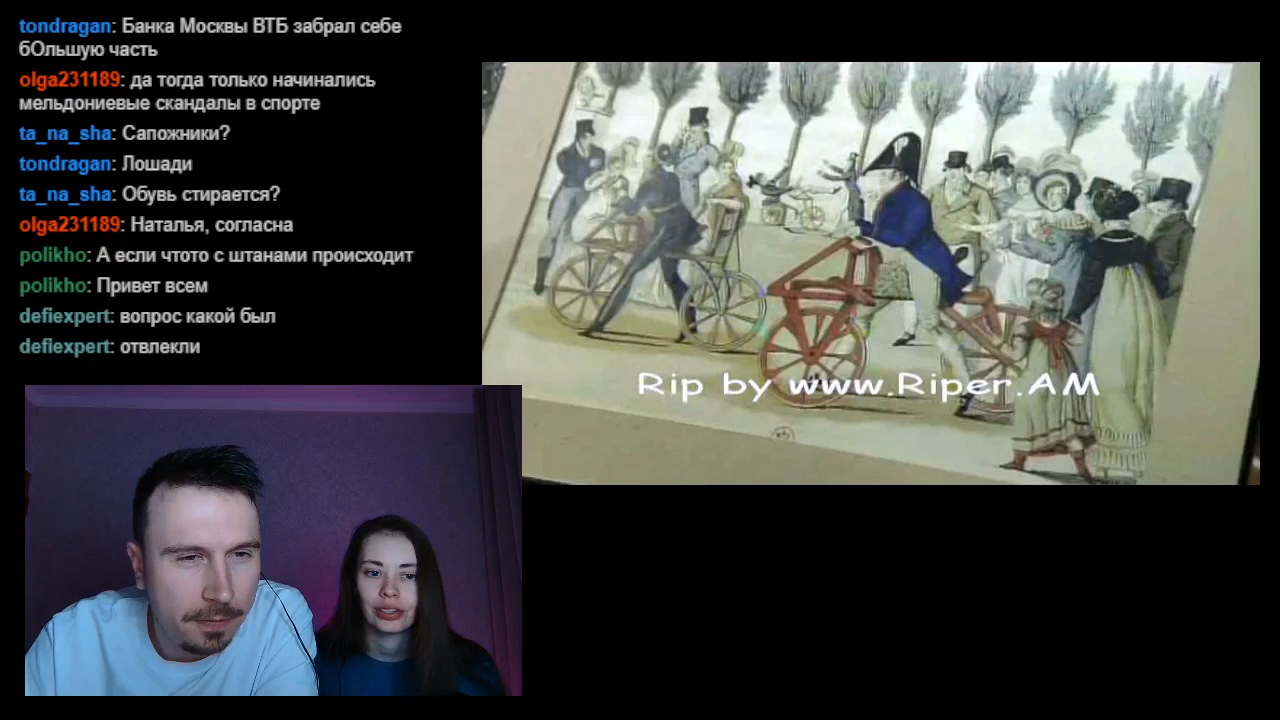 tondragan: Банка Москвы ВТБ забрал себе
бОльшую часть
olga231189: да тогда только начинались
мельдониевые скандалы в спорте
ta_na_sha: Сапожники?
tondragan: Лошади
ta_na_sha: Обувь стирается?
olga231189: Наталья, согласна
polikho: А если чтото с штанами происходит
polikho: Привет всем
defiexpert: вопрос какой был
defiexpert: отвлекли
Rip by www.Riper.AM